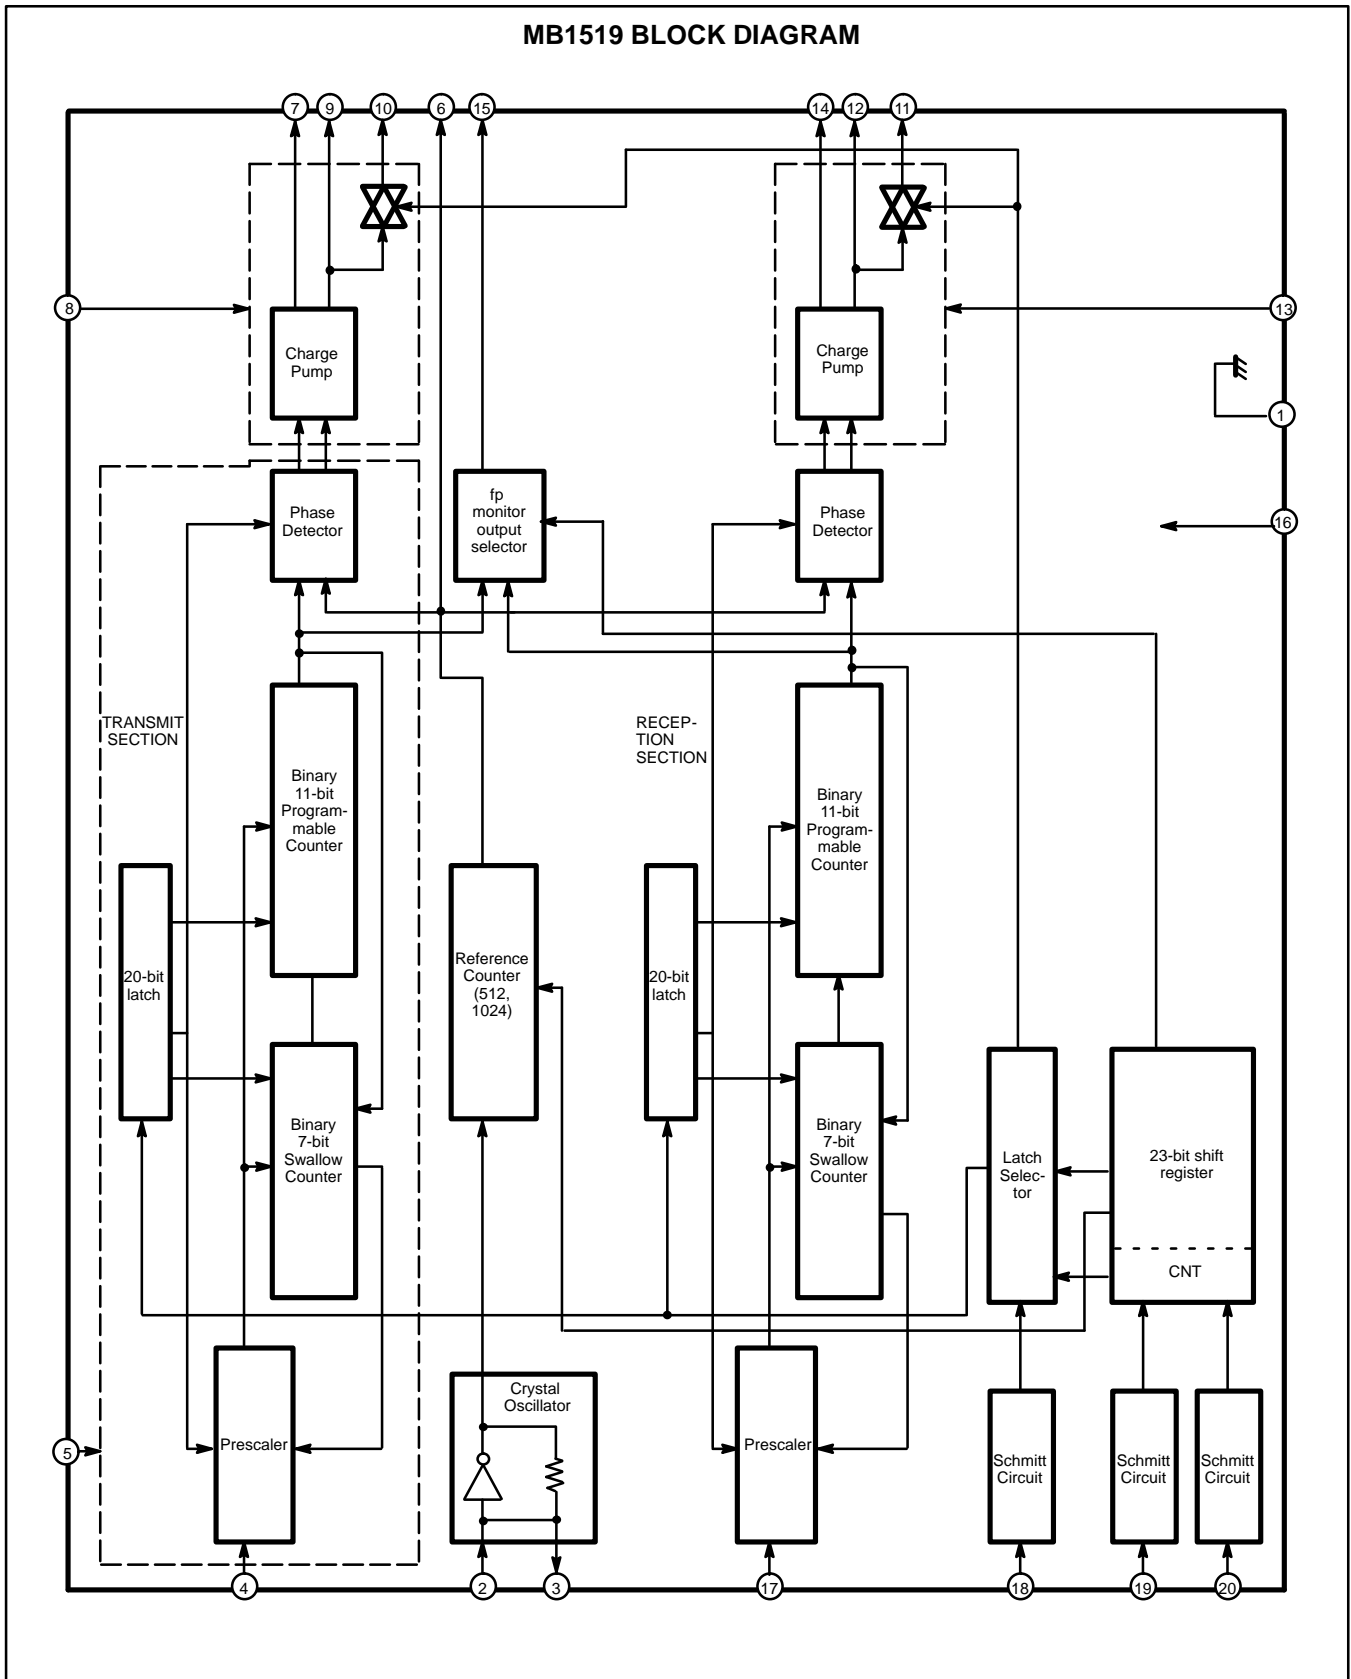 MB1519 BLOCK DIAGRAM
7
9
10
6
15
14
12
11
8
13
Charge
Pump
Charge
Pump
1
Phase
Detector
fp
monitor
output
selector
Phase
Detector
16
TRANSMIT
SECTION
RECEP-
TION
SECTION
Binary
11-bit
Program-
mable
Counter
Binary
11-bit
Program-
mable
Counter
20-bit
latch
Reference
Counter
(512,
1024)
20-bit
latch
Binary
7-bit
Swallow
Counter
Binary
7-bit
Swallow
Counter
Latch
Selec-
tor
23-bit shift
register
CNT
5
Prescaler
Crystal
Oscillator
Prescaler
Schmitt
Circuit
Schmitt
Circuit
Schmitt
Circuit
4
2
3
17
18
19
20